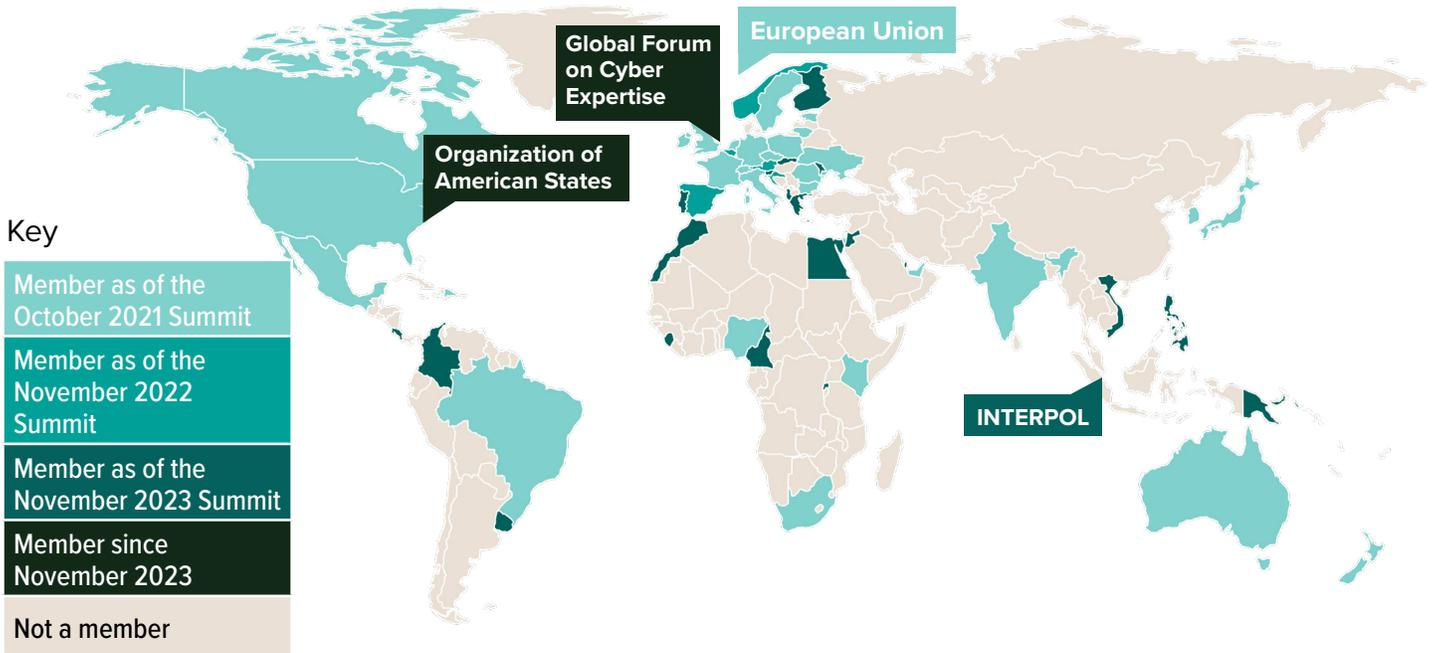 European Union
Global Forum
on Cyber
Expertise
Organization of
American States
Key
Member as of the
October 2021 Summit
Member as of the
November 2022
Summit
Member as of the
November 2023 Summit
Member since
November 2023
Not a member
INTERPOL